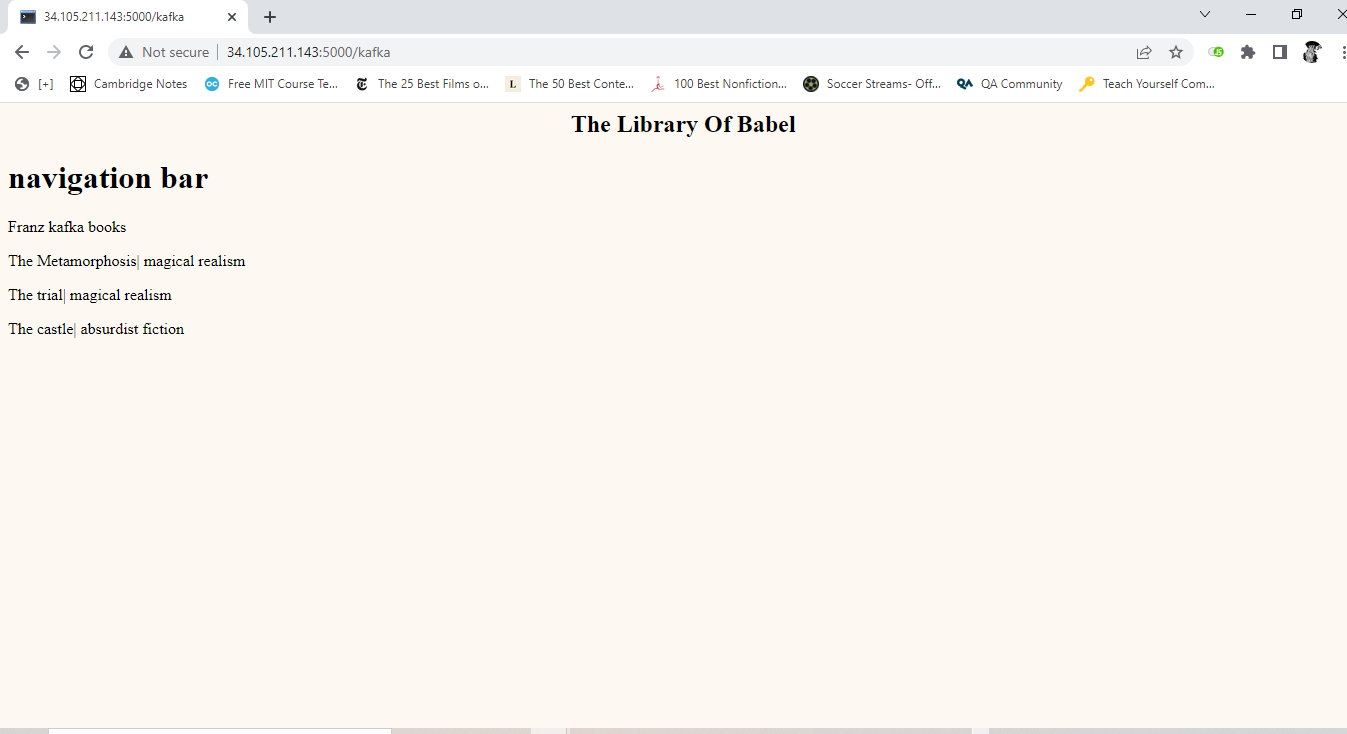 34.105.211.143:5000/kafka
Not secure 34.105.211.143:5000/kafka
[+] Cambridge Notes Free MIT Course Te... The 25 Best Films o... The 50 Best Conte... 100 Best Nonfiction... Soccer Streams- Off... QA Community Teach Yourself Com...
The Library Of Babel
navigation bar
Franz kafka books
The Metamorphosis| magical realism
The trial| magical realism
The castle| absurdist fiction